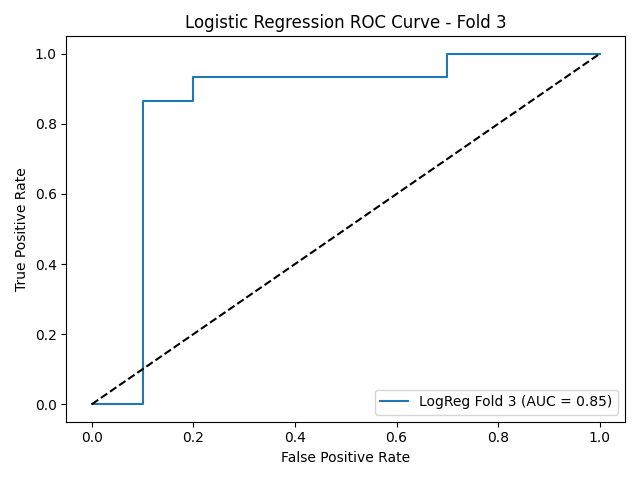 Logistic Regression ROC Curve - Fold 3
True Positive Rate
1.0
0.8
0.6
0.4
0.2
0.0
LogReg Fold 3 (AUC = 0.85)
0.0 0.2 0.4 0.6 0.8 1.0
False Positive Rate